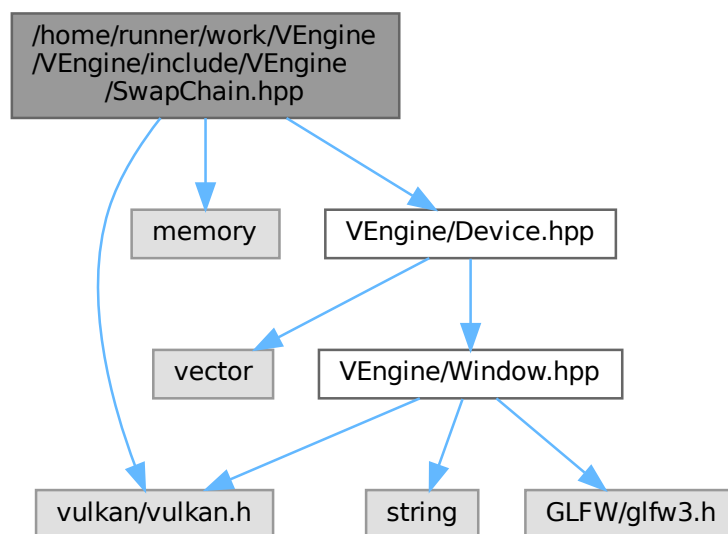 /home/runner/work/VEngine
/VEngine/include/VEngine
/SwapChain.hpp
memory
VEngine/Device.hpp
vector
VEngine/Window.hpp
vulkan/vulkan.h
string
GLFW/glfw3.h